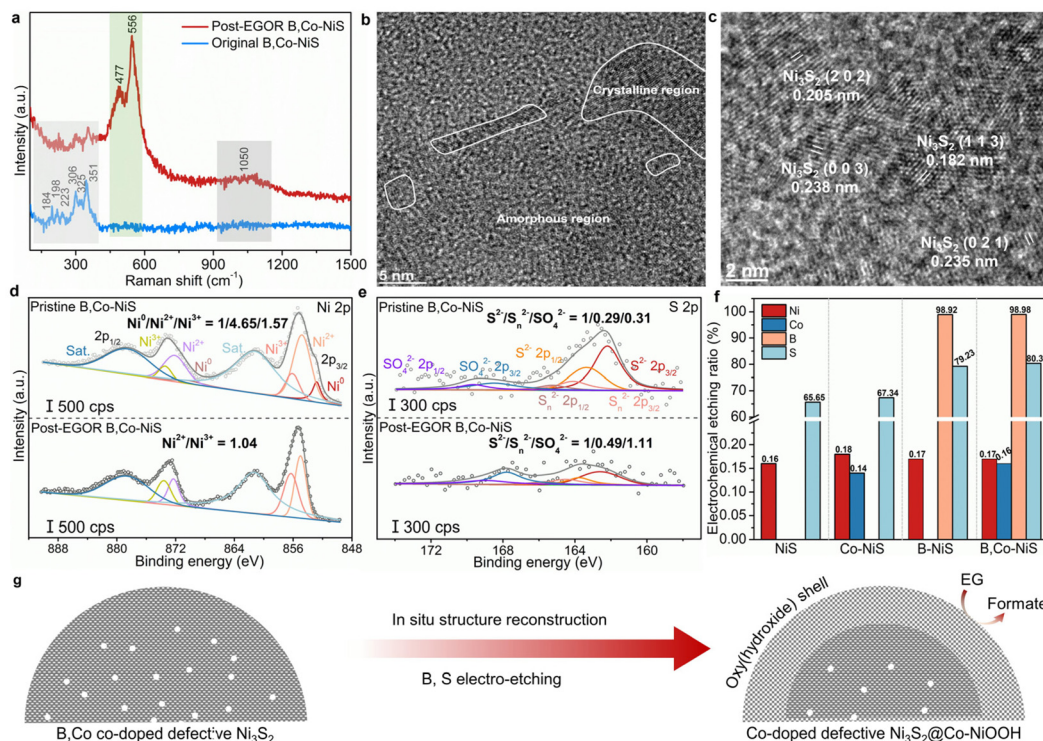 a
Post-EGOR B,Co-NiS
Original B,Co-NiS
556
477
1050
184
198
223
306
325
351
Intensity (a.u.)
300 600 900 1200 1500
Raman shift (cm⁻¹)
b
Crystalline region
Amorphous region
5 nm
c
Ni₃S₂ (2 0 2)
0.205 nm
Ni₃S₂ (1 1 3)
0.182 nm
Ni₃S₂ (0 0 3)
0.238 nm
Ni₃S₂ (0 2 1)
0.235 nm
2 nm
d
Pristine B,Co-NiS
Ni 2p
Ni⁰/Ni²⁺/Ni³⁺ = 1/4.65/1.57
Sat.
2p₁/₂
Ni³⁺
Ni²⁺
Ni⁰
Sat.
Ni³⁺
Ni²⁺
2p₃/₂
Ni⁰
I 500 cps
Post-EGOR B,Co-NiS
Ni²⁺/Ni³⁺ = 1.04
I 500 cps
Intensity (a.u.)
888 880 872 864 856 848
Binding energy (eV)
e
Pristine B,Co-NiS
S 2p
S²⁻/Sₙ²⁻/SO₄²⁻ = 1/0.29/0.31
SO₄²⁻ 2p₁/₂
SO₄²⁻ 2p₃/₂
S²⁻ 2p₁/₂
S²⁻ 2p₃/₂
Sₙ²⁻ 2p₁/₂
Sₙ²⁻ 2p₃/₂
I 300 cps
Post-EGOR B,Co-NiS
S²⁻/Sₙ²⁻/SO₄²⁻ = 1/0.49/1.11
I 300 cps
Intensity (a.u.)
172 168 164 160
Binding energy (eV)
f
Ni
Co
B
S
98.92
98.98
79.23
80.3
65.65
67.34
0.16
0.18
0.14
0.17
0.17
0.16
Electrochemical etching ratio (%)
100
90
80
70
60
0.20
0.15
0.10
0.05
0.00
NiS Co-NiS B-NiS B,Co-NiS
g
B,Co co-doped defective Ni₃S₂
In situ structure reconstruction
B, S electro-etching
Oxy(hydroxide) shell
EG
Formate
Co-doped defective Ni₃S₂@Co-NiOOH